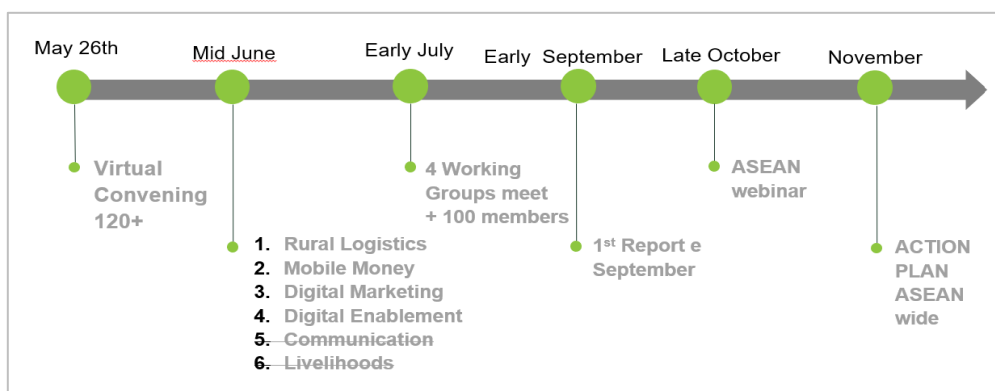 May 26th
Mid June
Early July
Early  September
Late October
November
Virtual
Convening
120+
1. Rural Logistics
2. Mobile Money
3. Digital Marketing
4. Digital Enablement
5. Communication
6. Livelihoods
4 Working
Groups meet
+ 100 members
1st Report e
September
ASEAN
webinar
ACTION
PLAN
ASEAN
wide